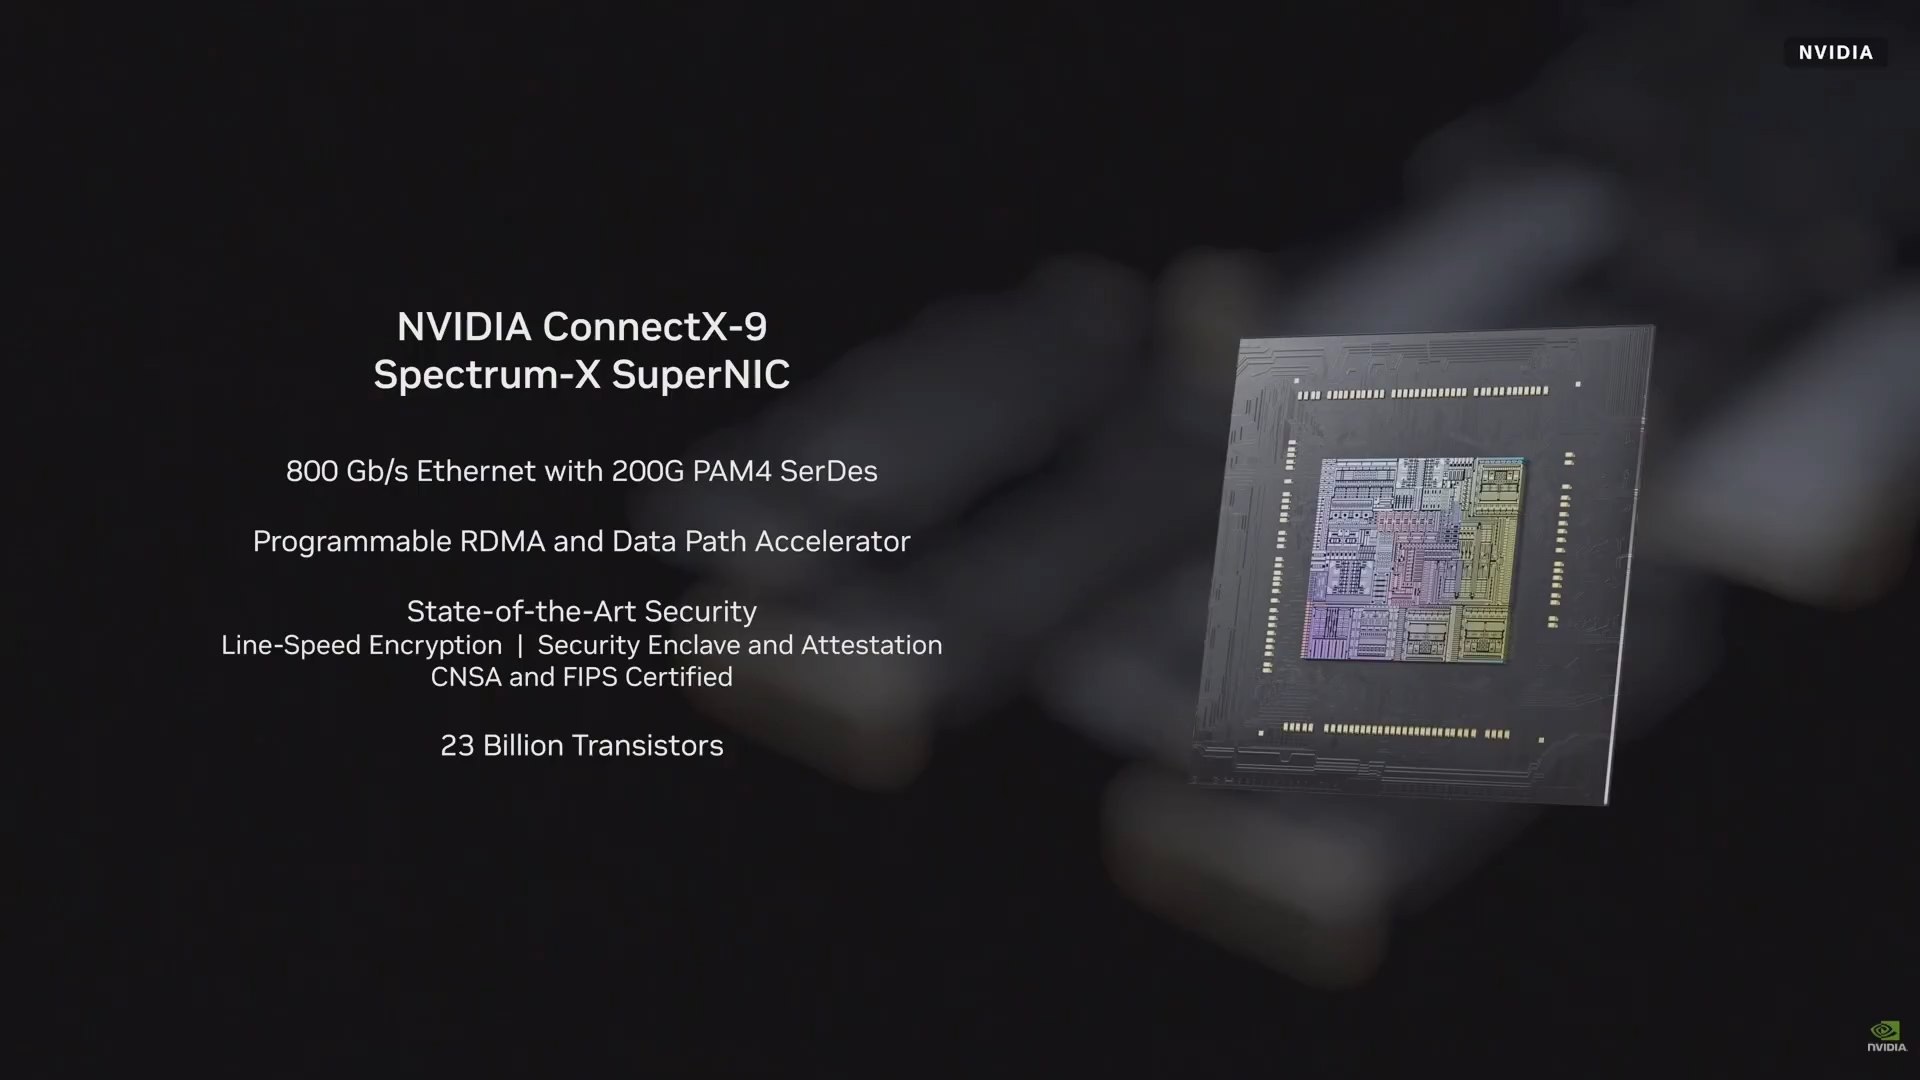 NVIDIA
NVIDIA ConnectX-9
Spectrum-X SuperNIC
800 Gb/s Ethernet with 200G PAM4 SerDes
Programmable RDMA and Data Path Accelerator
State-of-the-Art Security
Line-Speed Encryption | Security Enclave and Attestation
CNSA and FIPS Certified
23 Billion Transistors
NVIDIA